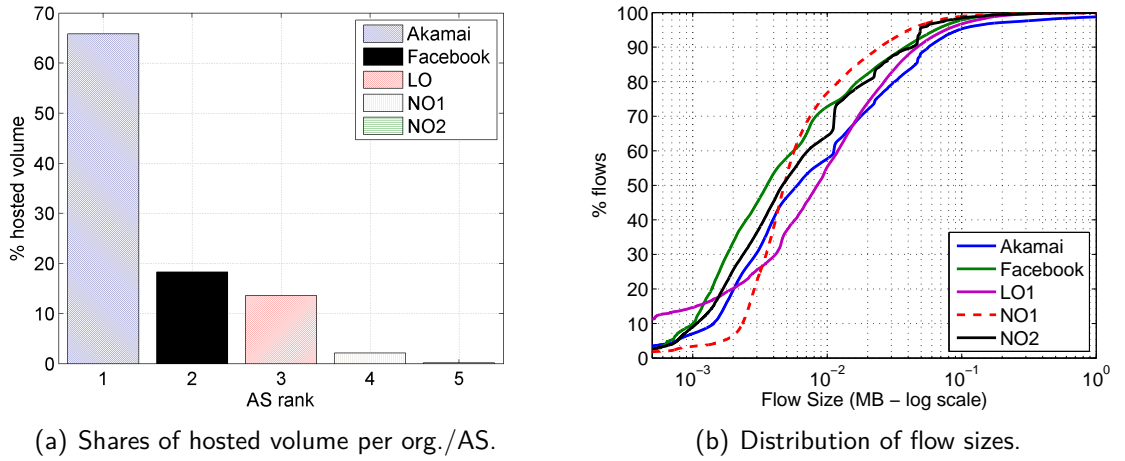 70
60
50
40
30
20
10
0
% hosted volume
1 2 3 4 5
AS rank
Akamai
Facebook
LO
NO1
NO2
(a) Shares of hosted volume per org./AS.
100
90
80
70
60
50
40
30
20
10
0
% flows
10⁻³ 10⁻² 10⁻¹ 10⁰
Flow Size (MB − log scale)
Akamai
Facebook
LO1
NO1
NO2
(b) Distribution of flow sizes.